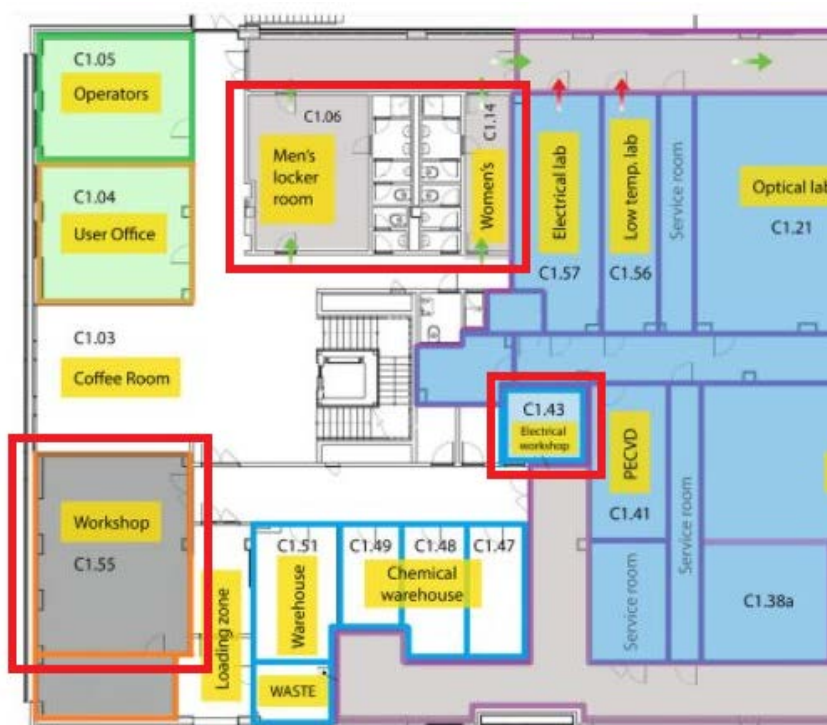 C1.05
Operators
C1.04
User Office
C1.03
Coffee Room
C1.06
Men's
locker
room
C1.14
Women's
Electrical lab
C1.57
Low temp. lab
C1.56
Service room
Optical lab
C1.21
C1.43
Electrical
workshop
PECVD
C1.41
Service room
Service room
C1.38a
Workshop
C1.55
Loading zone
C1.51
Warehouse
WASTE
C1.49
C1.48
C1.47
Chemical
warehouse